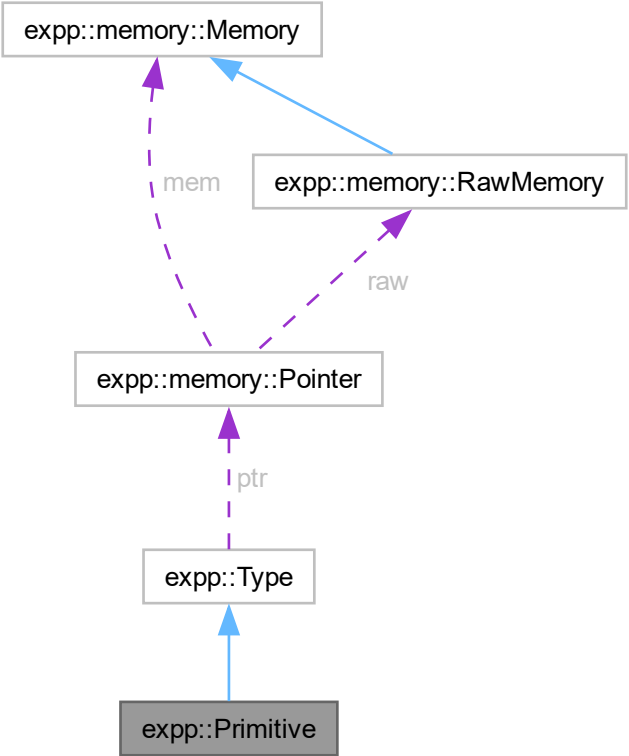 expp::memory::Memory
mem
expp::memory::RawMemory
raw
expp::memory::Pointer
ptr
expp::Type
expp::Primitive